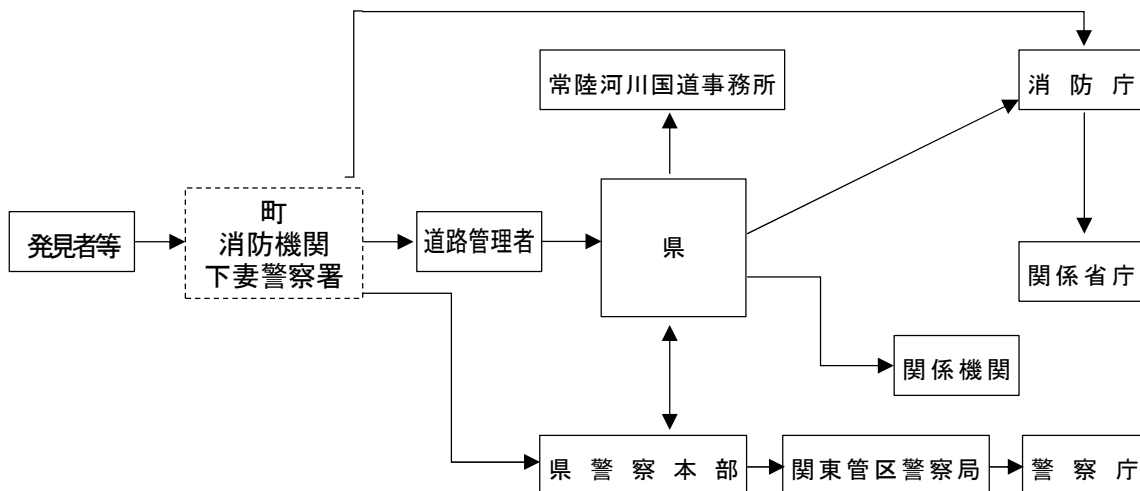 常陸河川国道事務所
消防庁
町
消防機関
下妻警察署
発見者等
道路管理者
県
関係省庁
関係機関
県警察本部
関東管区警察局
警察庁